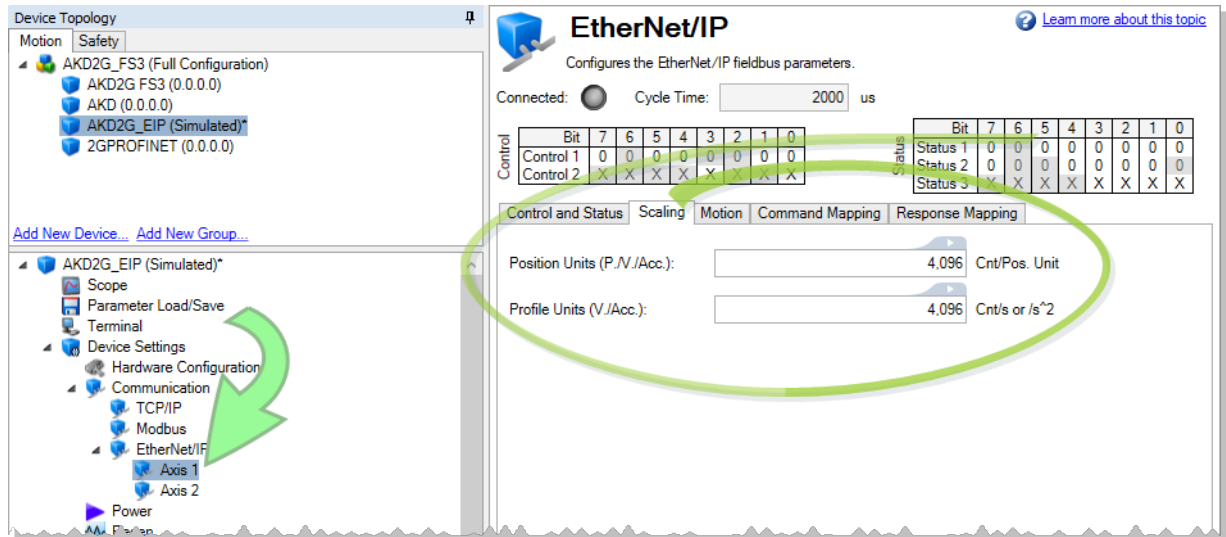 Device Topology
Motion Safety
AKD2G_FS3 (Full Configuration)
AKD2G FS3 (0.0.0.0)
AKD (0.0.0.0)
AKD2G_EIP (Simulated)*
2GPROFINET (0.0.0.0)
Add New Device... Add New Group...
AKD2G_EIP (Simulated)*
Scope
Parameter Load/Save
Terminal
Device Settings
Hardware Configuration
Communication
TCP/IP
Modbus
EtherNet/IP
Axis 1
Axis 2
Power
EtherNet/IP
Learn more about this topic
Configures the EtherNet/IP fieldbus parameters.
Connected: Cycle Time: 2000 us
Control
Bit 7 6 5 4 3 2 1 0
Control 1 0 0 0 0 0 0 0 0
Control 2 X X X X X X X X
Status
Bit 7 6 5 4 3 2 1 0
Status 1 0 0 0 0 0 0 0 0
Status 2 0 0 0 0 0 0 0 0
Status 3 X X X X X X X X
Control and Status Scaling Motion Command Mapping Response Mapping
Position Units (P./V./Acc.): 4,096 Cnt/Pos. Unit
Profile Units (V./Acc.): 4,096 Cnt/s or /s^2